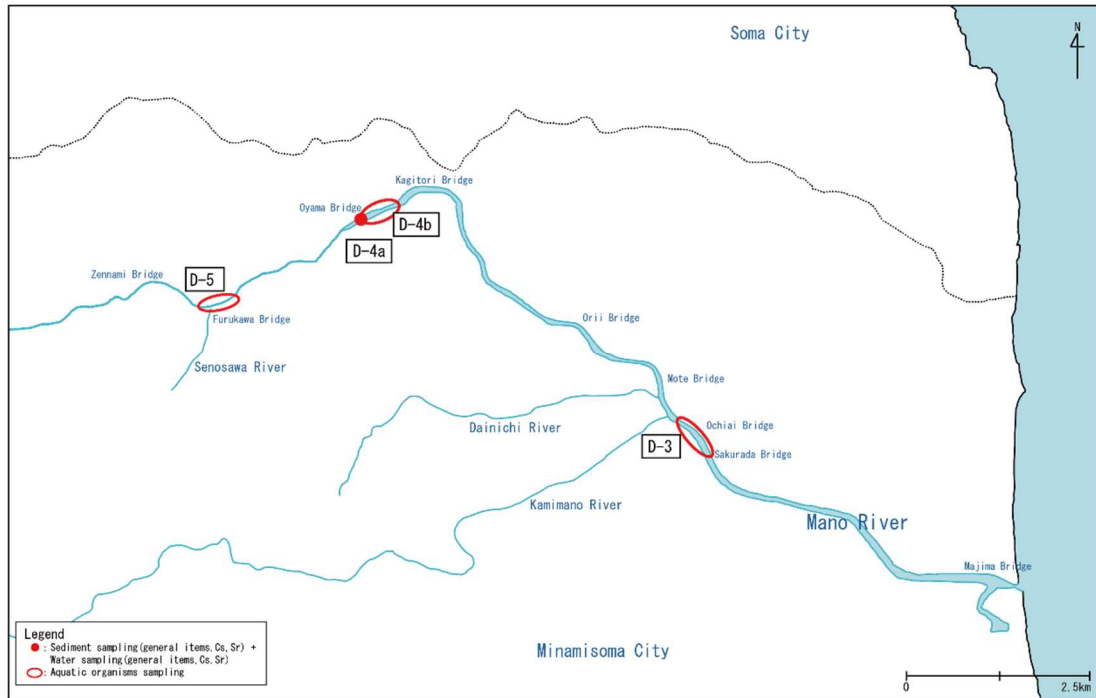 Soma City
N
Kagitori Bridge
Oyama Bridge
D-4b
D-4a
Zennami Bridge
D-5
Furukawa Bridge
Orii Bridge
Senosawa River
Mote Bridge
Dainichi River
Ochiai Bridge
D-3
Sakurada Bridge
Kamimano River
Mano River
Majima Bridge
Legend
: Sediment sampling(general items,Cs,Sr) +
Water sampling(general items,Cs,Sr)
: Aquatic organisms sampling
Minamisoma City
0
2.5km